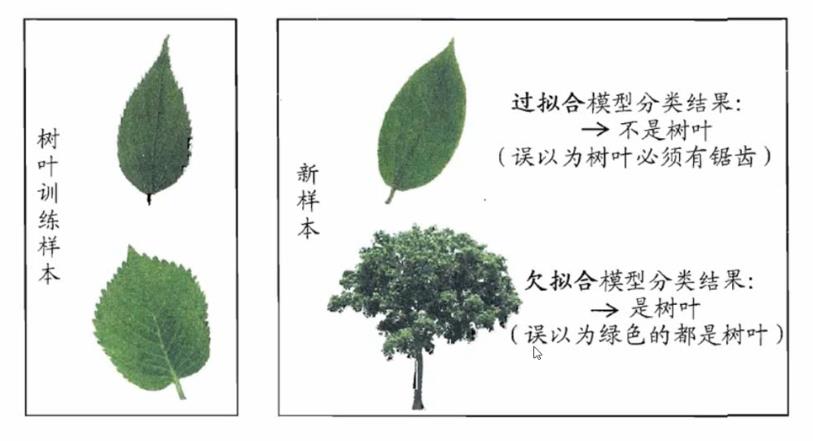 树叶训练样本
新样本
过拟合模型分类结果:
→ 不是树叶
(误以为树叶必须有锯齿)
欠拟合模型分类结果:
→ 是树叶
(误以为绿色的都是树叶)